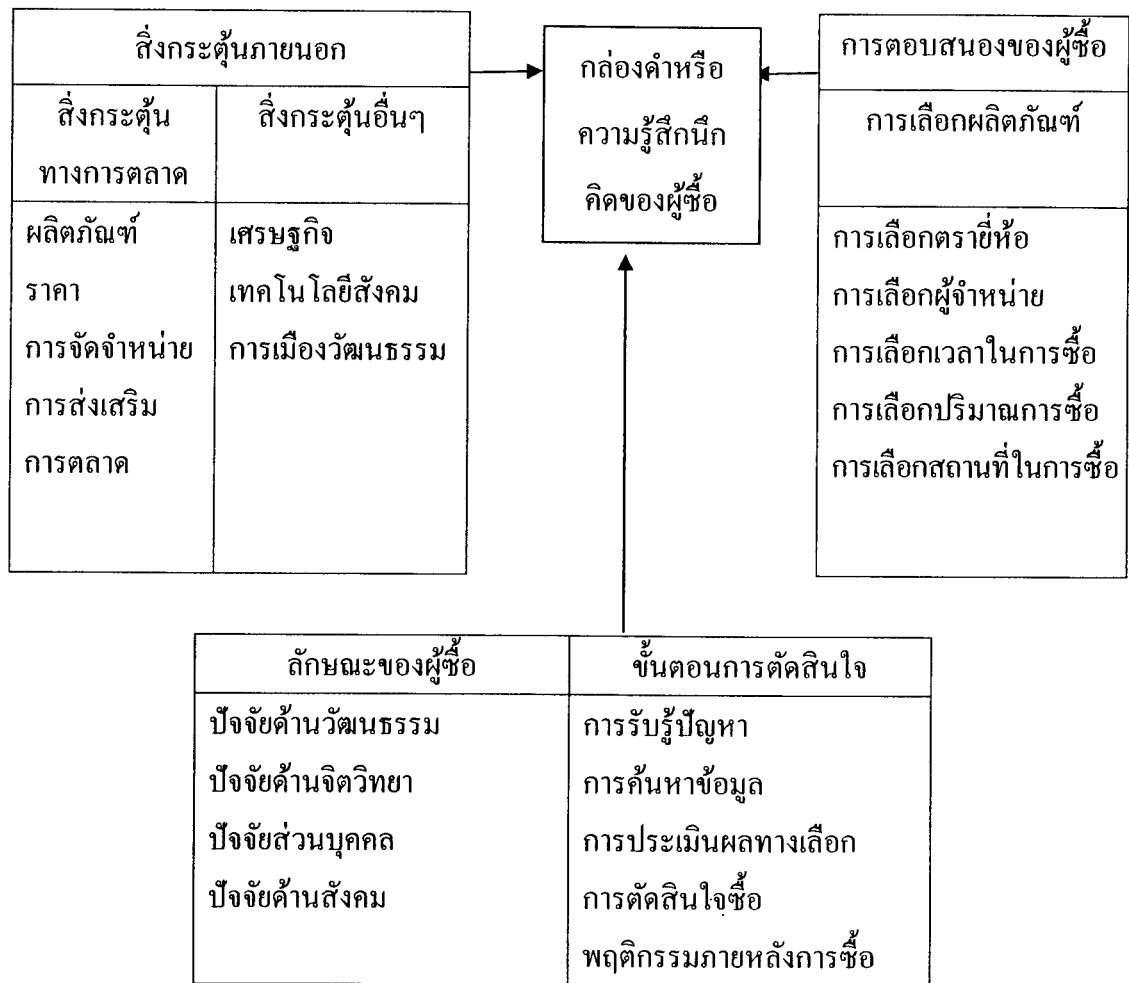 สิ่งกระตุ้นภายนอก
สิ่งกระตุ้น
ทางการตลาด
สิ่งกระตุ้นอื่นๆ
ผลิตภัณฑ์
ราคา
การจัดจำหน่าย
การส่งเสริม
การตลาด
เศรษฐกิจ
เทคโนโลยีสังคม
การเมืองวัฒนธรรม
กล่องคำหรือ
ความรู้สึกนึก
คิดของผู้ซื้อ
การตอบสนองของผู้ซื้อ
การเลือกผลิตภัณฑ์
การเลือกตรายี่ห้อ
การเลือกผู้จำหน่าย
การเลือกเวลาในการซื้อ
การเลือกปริมาณการซื้อ
การเลือกสถานที่ในการซื้อ
ลักษณะของผู้ซื้อ
ปัจจัยด้านวัฒนธรรม
ปัจจัยด้านจิตวิทยา
ปัจจัยส่วนบุคคล
ปัจจัยด้านสังคม
ขั้นตอนการตัดสินใจ
การรับรู้ปัญหา
การค้นหาข้อมูล
การประเมินผลทางเลือก
การตัดสินใจซื้อ
พฤติกรรมภายหลังการซื้อ